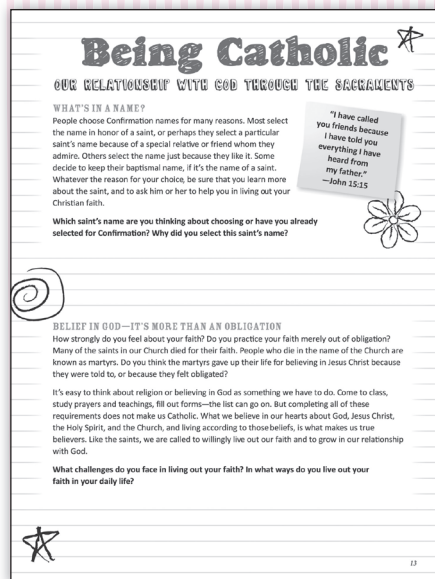 Being Catholic
OUR RELATIONSHIP WITH GOD THROUGH THE SACRAMENTS
WHAT'S IN A NAME?
People choose Confirmation names for many reasons. Most select
the name in honor of a saint, or perhaps they select a particular
saint's name because of a special relative or friend whom they
admire. Others select the name just because they like it. Some
decide to keep their baptismal name, if it's the name of a saint.
Whatever the reason for your choice, be sure that you learn more
about the saint, and to ask him or her to help you in living out your
Christian faith.
"I have called
you friends because
I have told you
everything I have
heard from
my father."
—John 15:15
Which saint's name are you thinking about choosing or have you already
selected for Confirmation? Why did you select this saint's name?
BELIEF IN GOD—IT'S MORE THAN AN OBLIGATION
How strongly do you feel about your faith? Do you practice your faith merely out of obligation?
Many of the saints in our Church died for their faith. People who die in the name of the Church are
known as martyrs. Do you think the martyrs gave up their life for believing in Jesus Christ because
they were told to, or because they felt obligated?
It's easy to think about religion or believing in God as something we have to do. Come to class,
study prayers and teachings, fill out forms—the list can go on. But completing all of these
requirements does not make us Catholic. What we believe in our hearts about God, Jesus Christ,
the Holy Spirit, and the Church, and living according to those beliefs, is what makes us true
believers. Like the saints, we are called to willingly live out our faith and to grow in our relationship
with God.
What challenges do you face in living out your faith? In what ways do you live out your
faith in your daily life?
13